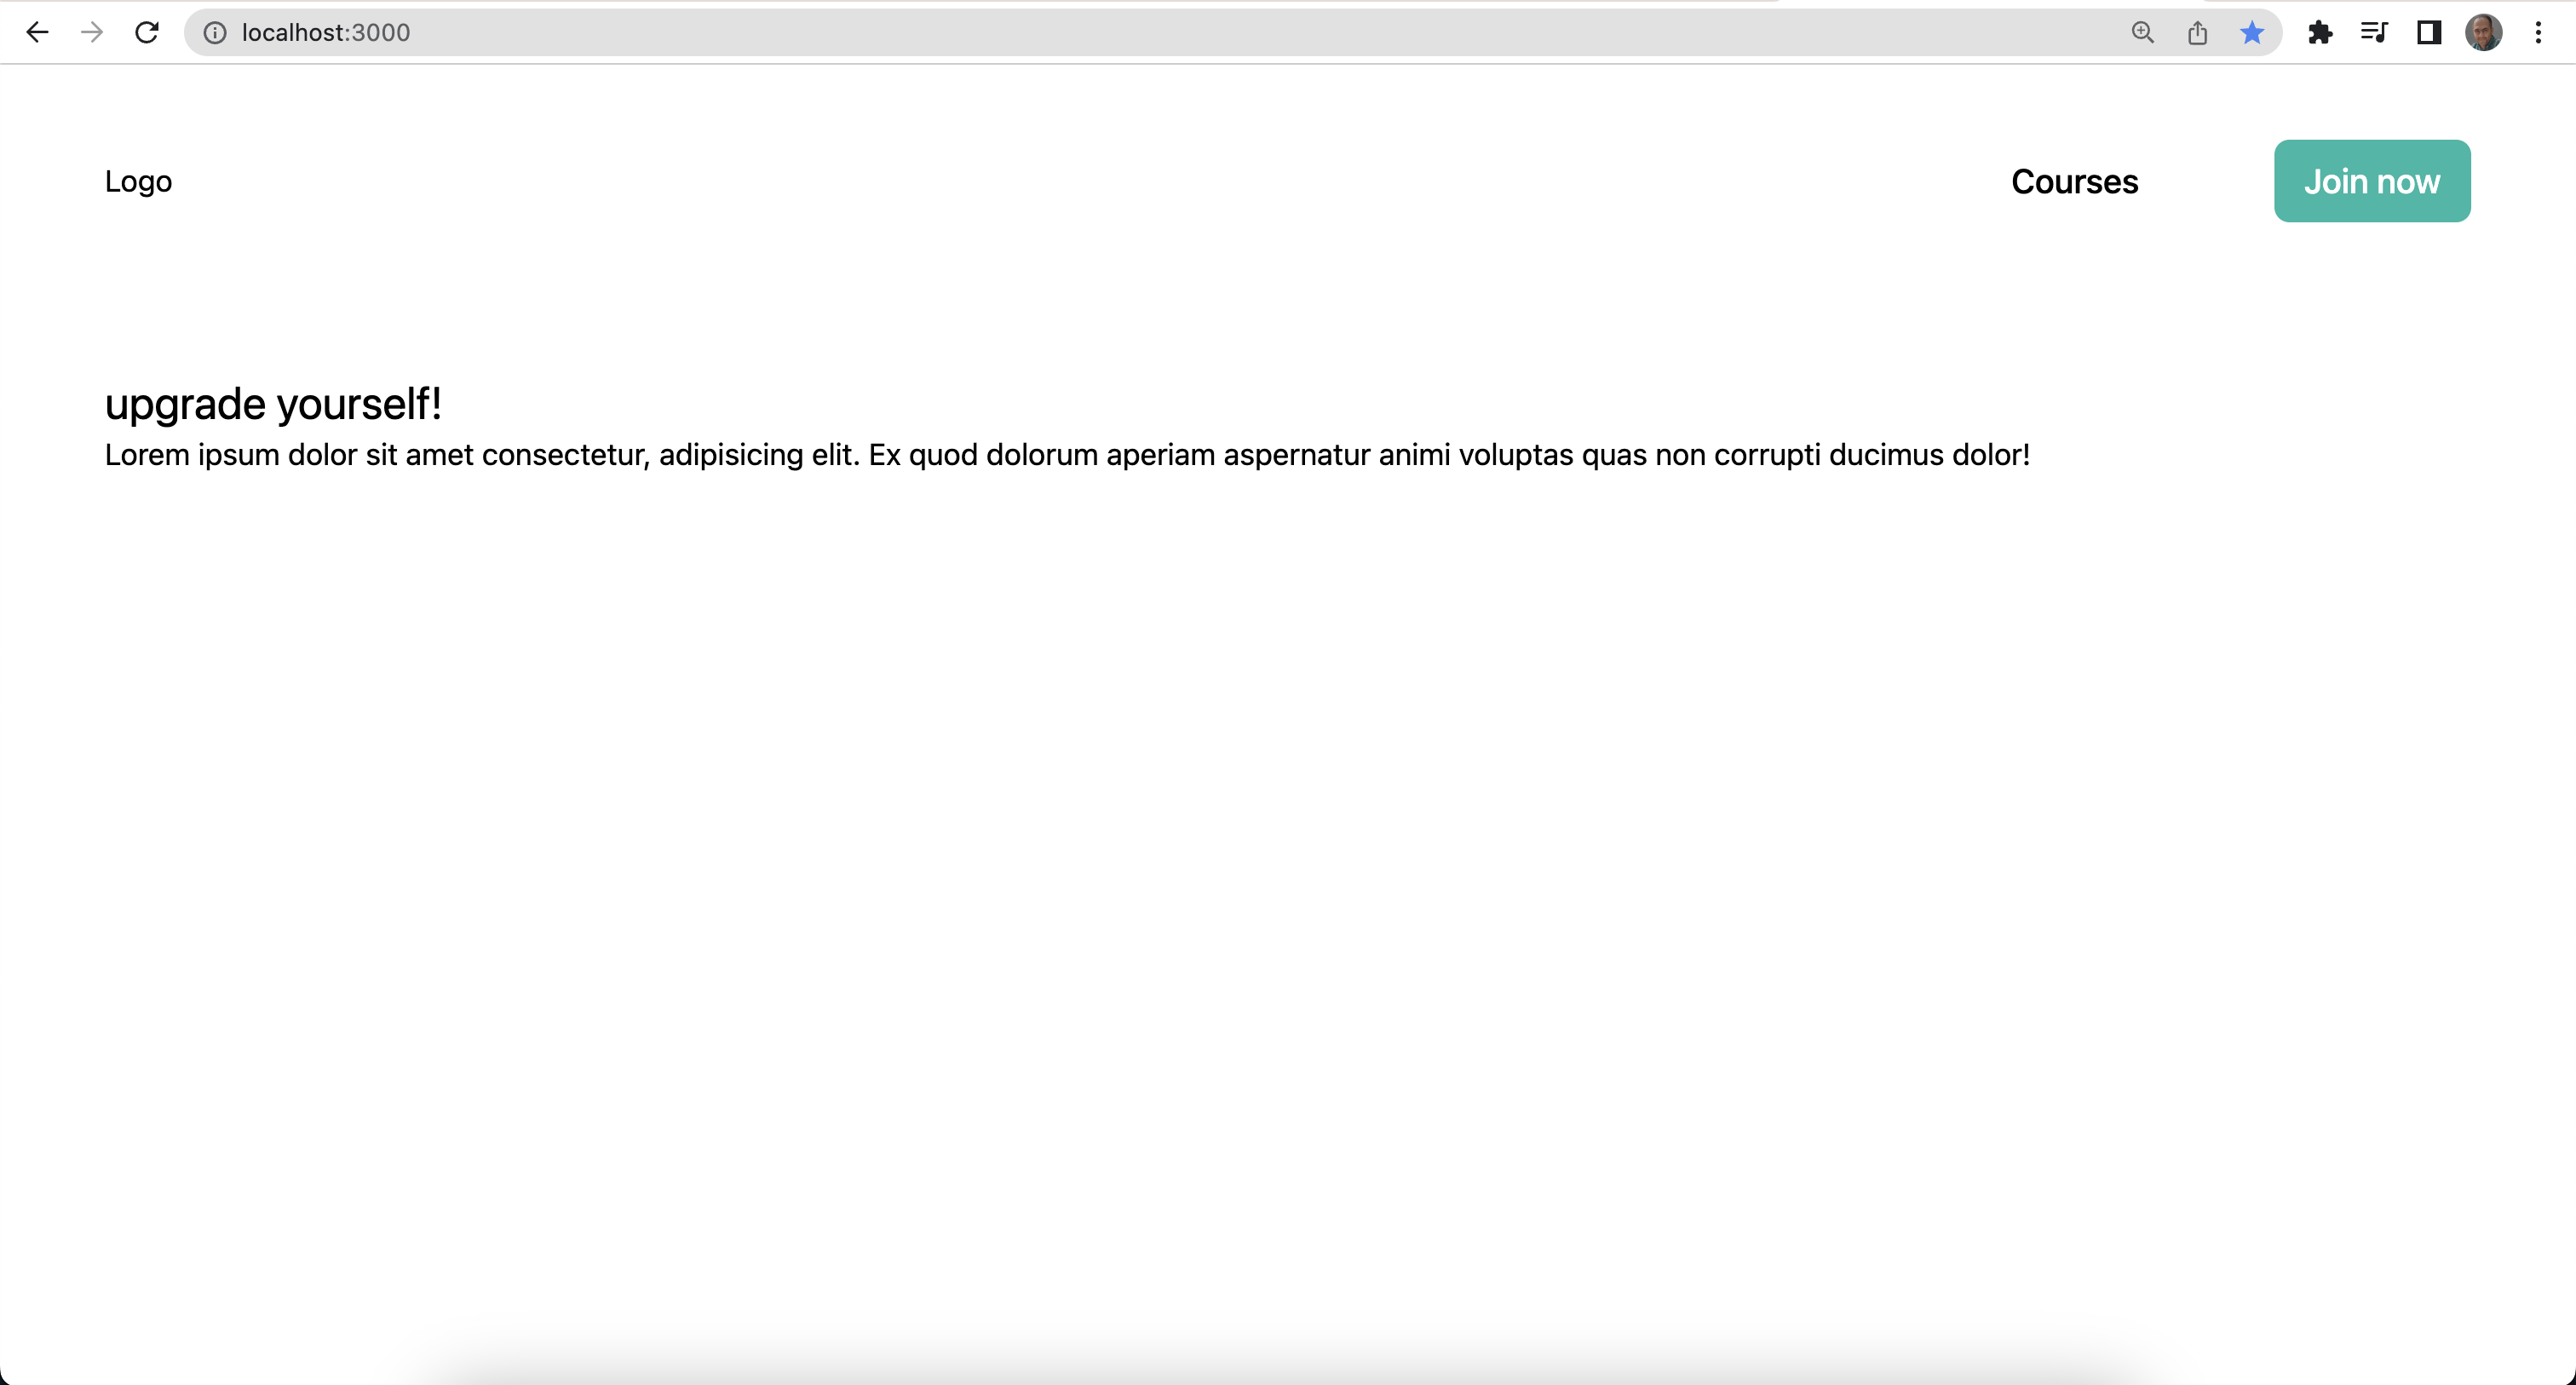 localhost:3000
Logo
Courses
Join now
upgrade yourself!
Lorem ipsum dolor sit amet consectetur, adipisicing elit. Ex quod dolorum aperiam aspernatur animi voluptas quas non corrupti ducimus dolor!